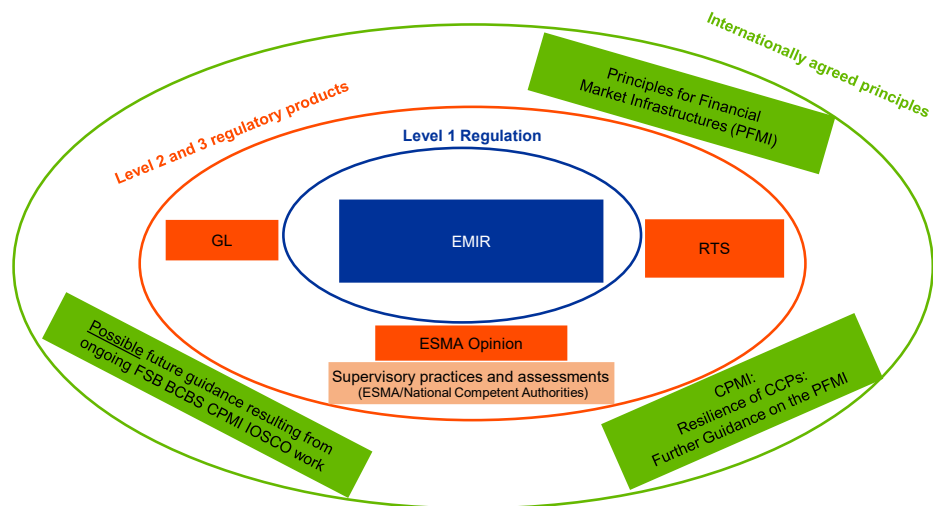 Internationally agreed principles
Principles for Financial
Market Infrastructures (PFMI)
Level 2 and 3 regulatory products
Level 1 Regulation
GL
EMIR
RTS
ESMA Opinion
Supervisory practices and assessments
(ESMA/National Competent Authorities)
Possible future guidance resulting from
ongoing FSB BCBS CPMI IOSCO work
CPMI:
Resilience of CCPs:
Further Guidance on the PFMI